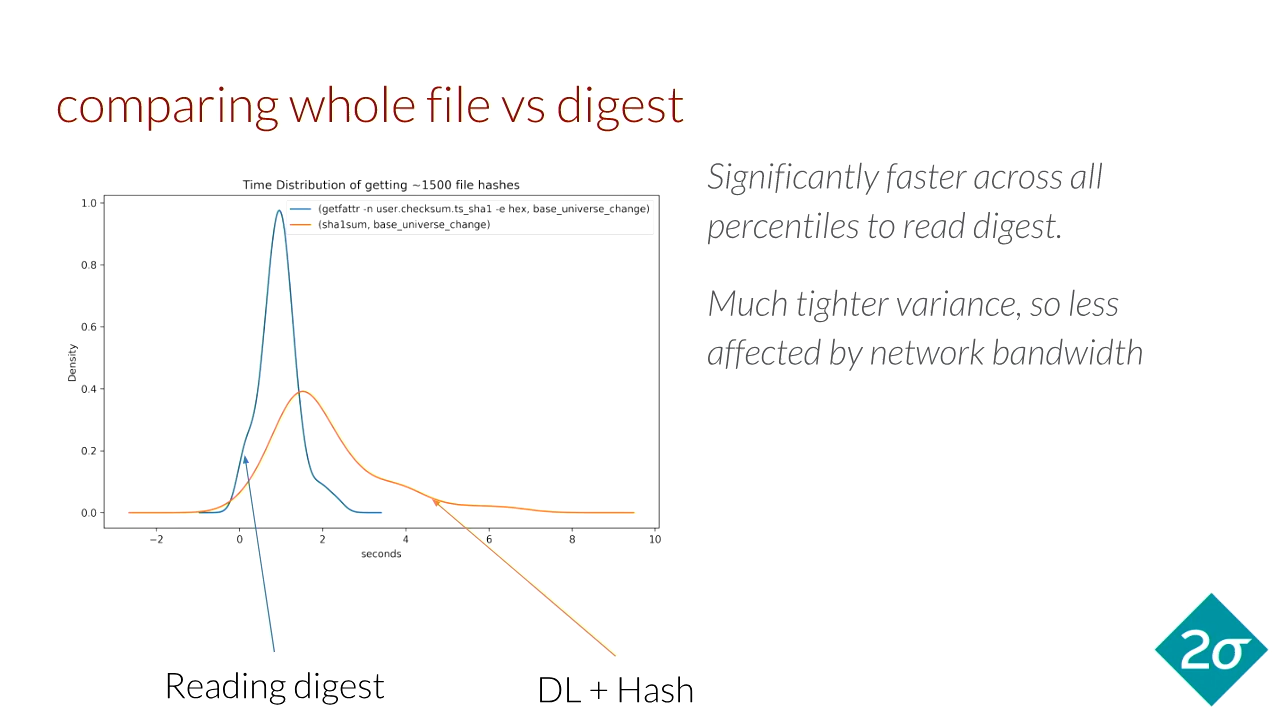 comparing whole file vs digest
Significantly faster across all
percentiles to read digest.
Much tighter variance, so less
affected by network bandwidth
Time Distribution of getting ~1500 file hashes
(getfattr -n user.checksum.ts_sha1 -e hex, base_universe_change)
(sha1sum, base_universe_change)
Density
1.0
0.8
0.6
0.4
0.2
0.0
−2 0 2 4 6 8 10
seconds
Reading digest
DL + Hash
2σ